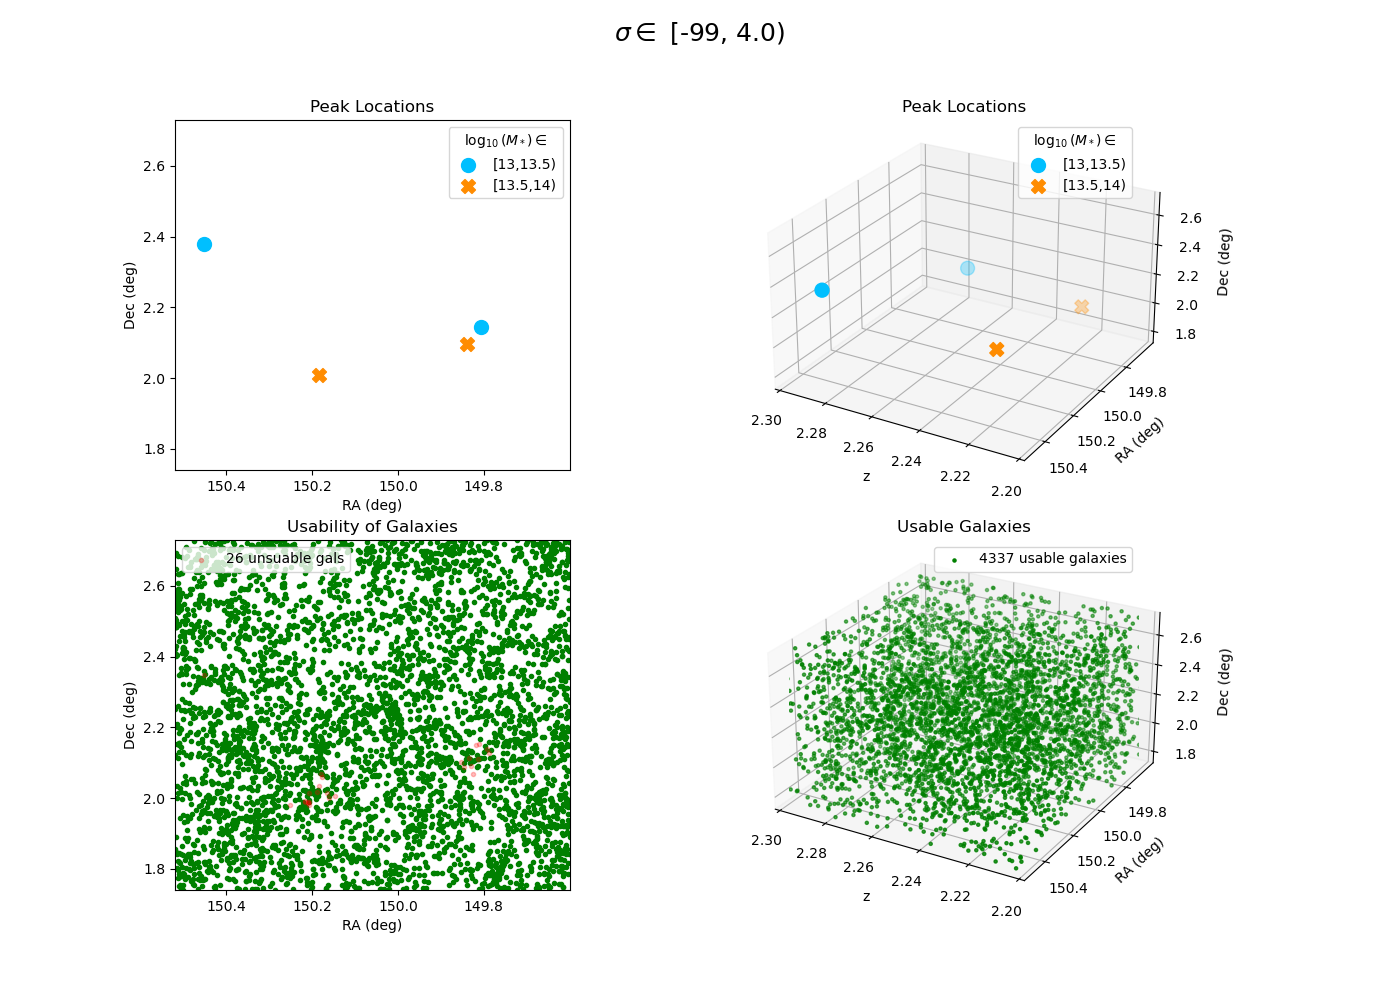 σ ∈ [-99, 4.0)
Peak Locations
log₁₀(M*) ∈
[13,13.5)
[13.5,14)
2.6
2.4
2.2
2.0
1.8
Dec (deg)
150.4 150.2 150.0 149.8
RA (deg)
Peak Locations
log₁₀(M*) ∈
[13,13.5)
[13.5,14)
2.6
2.4
2.2
2.0
1.8
Dec (deg)
149.8
150.0
150.2
150.4
RA (deg)
2.30
2.28
2.26
2.24
2.22
2.20
z
Usability of Galaxies
26 unsuable gals
2.6
2.4
2.2
2.0
1.8
Dec (deg)
150.4 150.2 150.0 149.8
RA (deg)
Usable Galaxies
4337 usable galaxies
2.6
2.4
2.2
2.0
1.8
Dec (deg)
149.8
150.0
150.2
150.4
RA (deg)
2.30
2.28
2.26
2.24
2.22
2.20
z